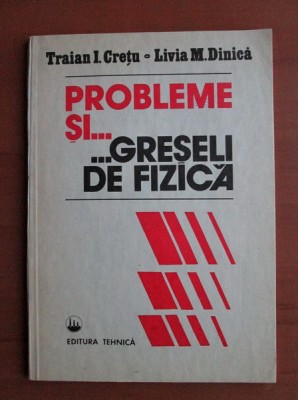 Traian I. Crețu - Livia M. Dinică
PROBLEME
ȘI...
...GREȘELI
DE FIZICĂ
EDITURA TEHNICĂ